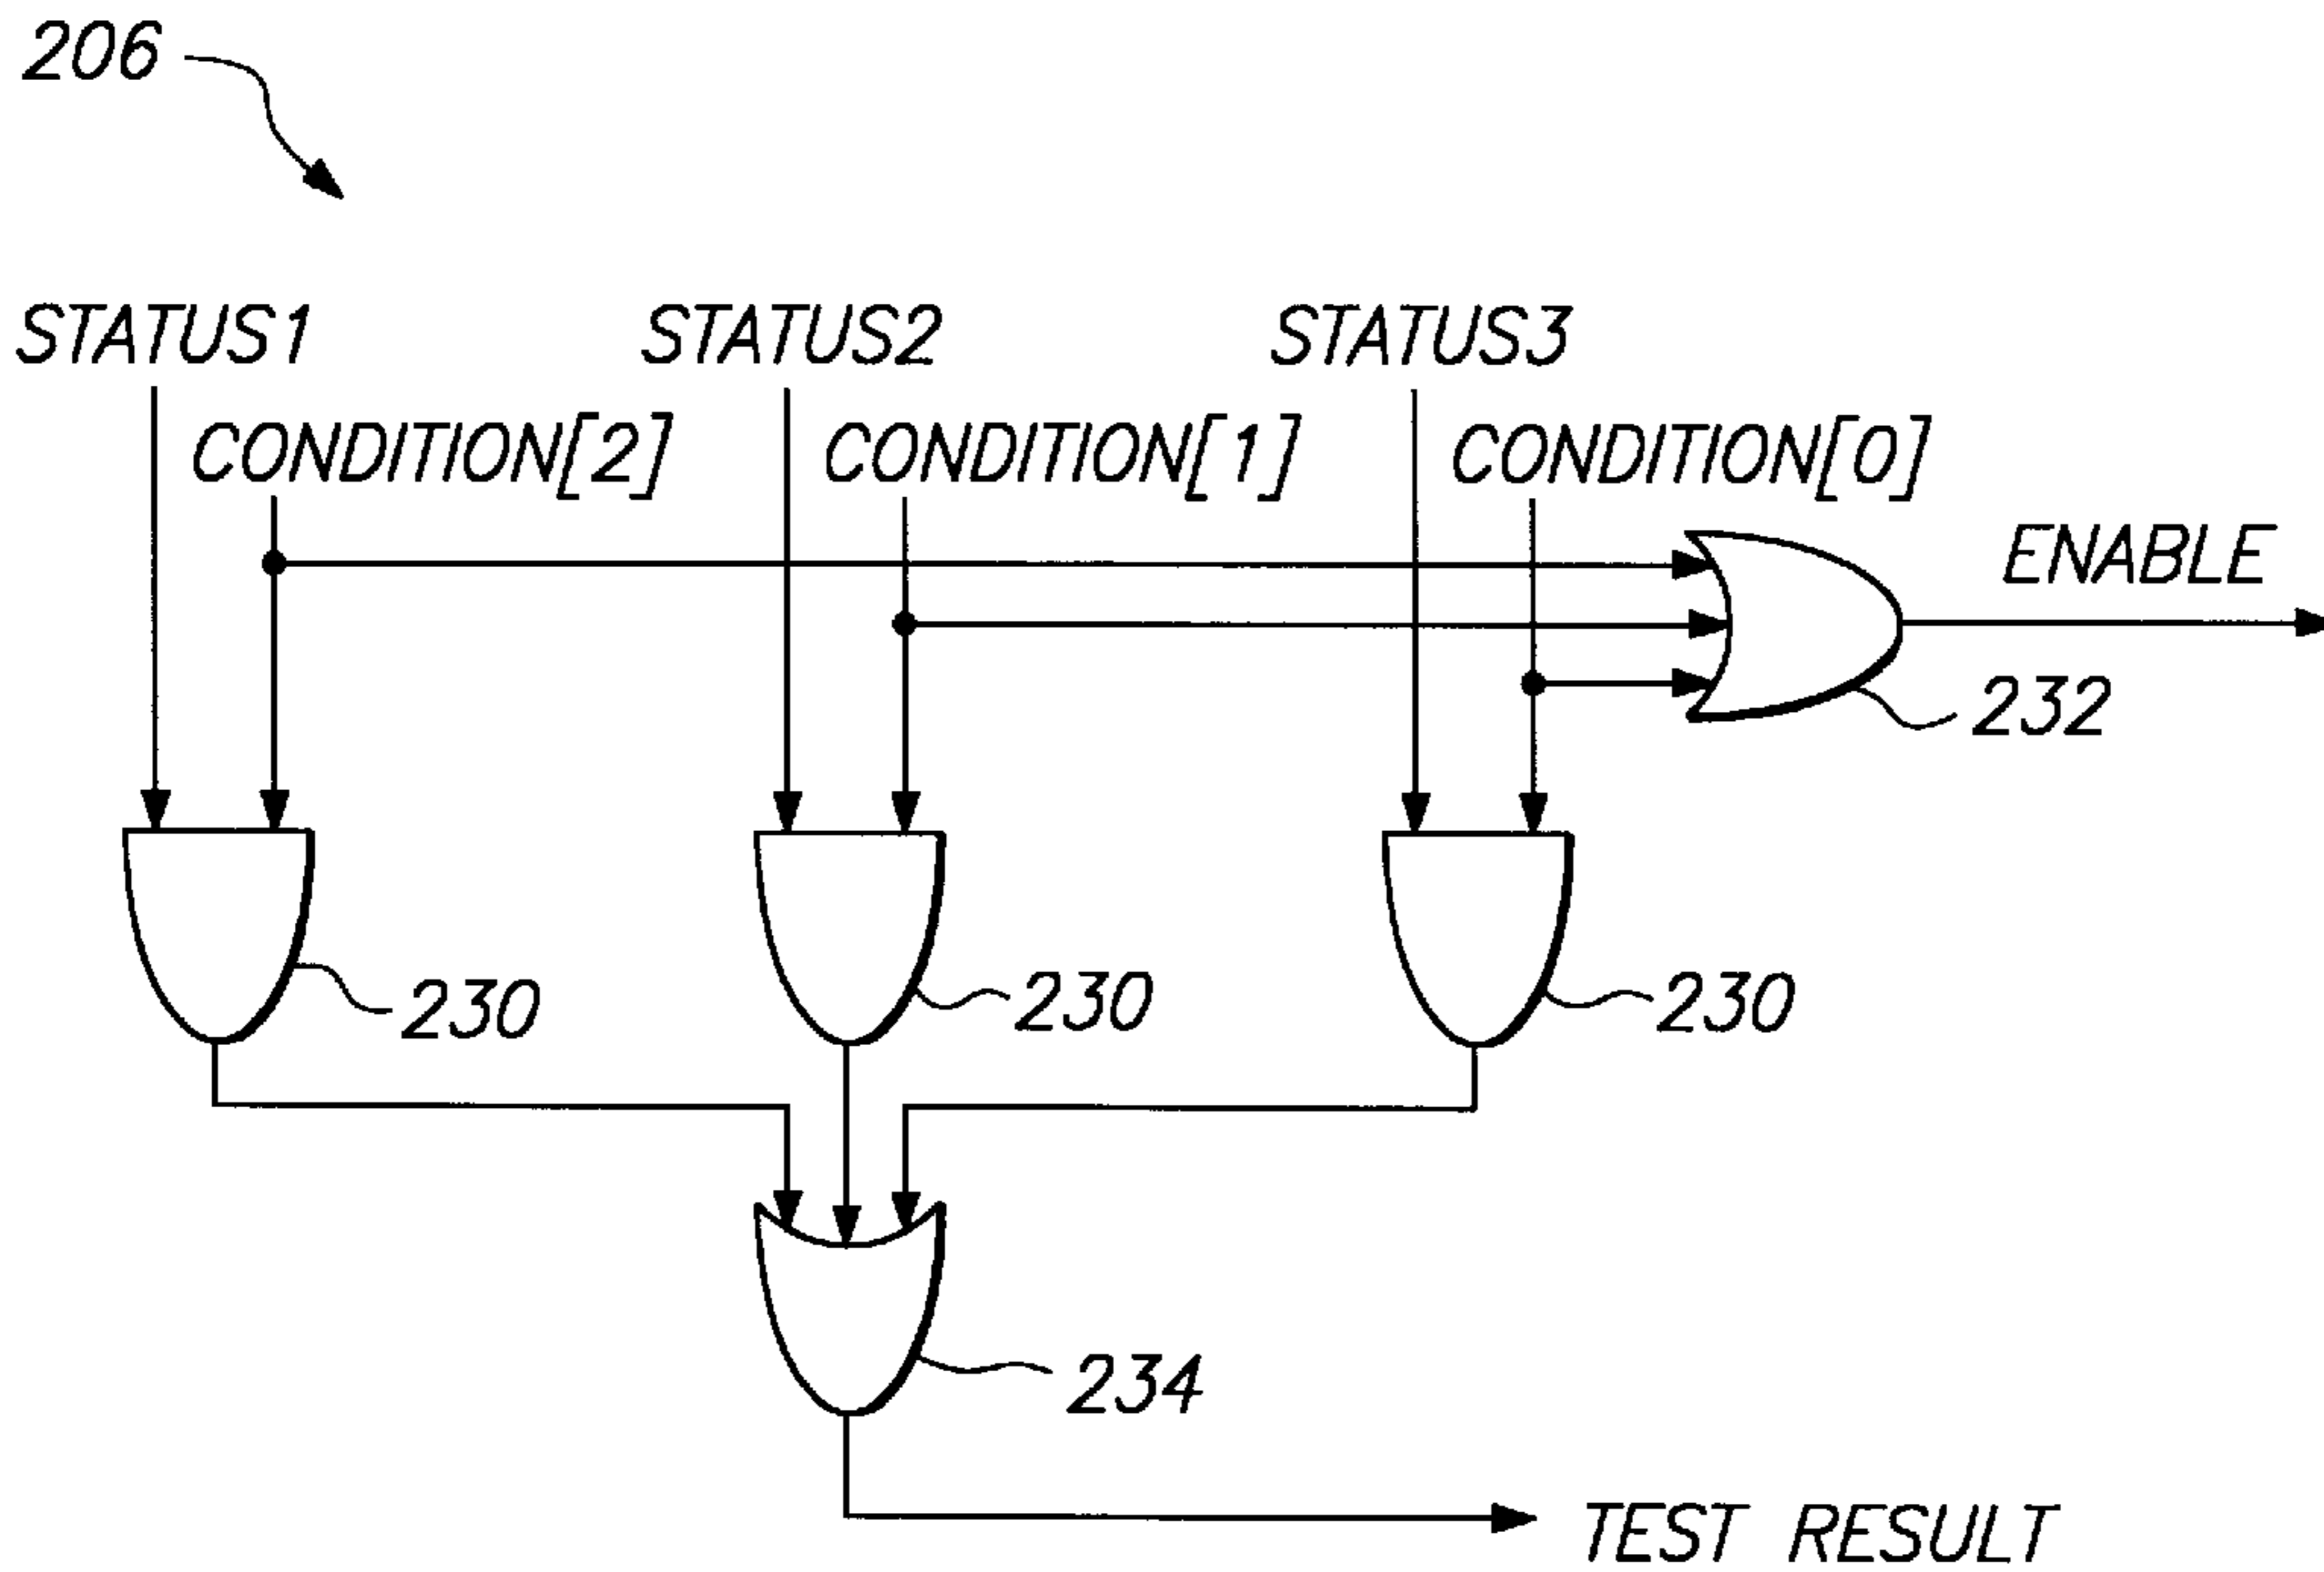 206
STATUS1 STATUS2 STATUS3
CONDITION[2] CONDITION[1] CONDITION[0]
ENABLE
232
230 230 230
234
TEST RESULT